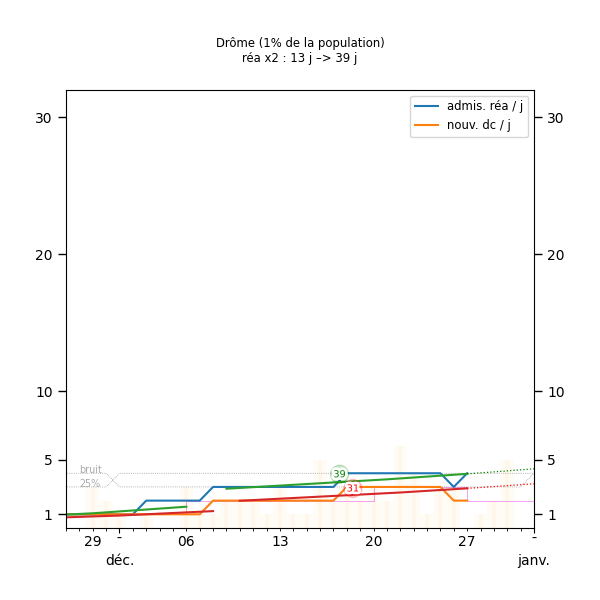 Drôme (1% de la population)
réa x2 : 13 j –> 39 j
admis. réa / j
nouv. dc / j
30
30
20
20
10
10
5
5
1
1
bruit
25%
39
31
29
-
06
13
20
27
-
déc.
janv.